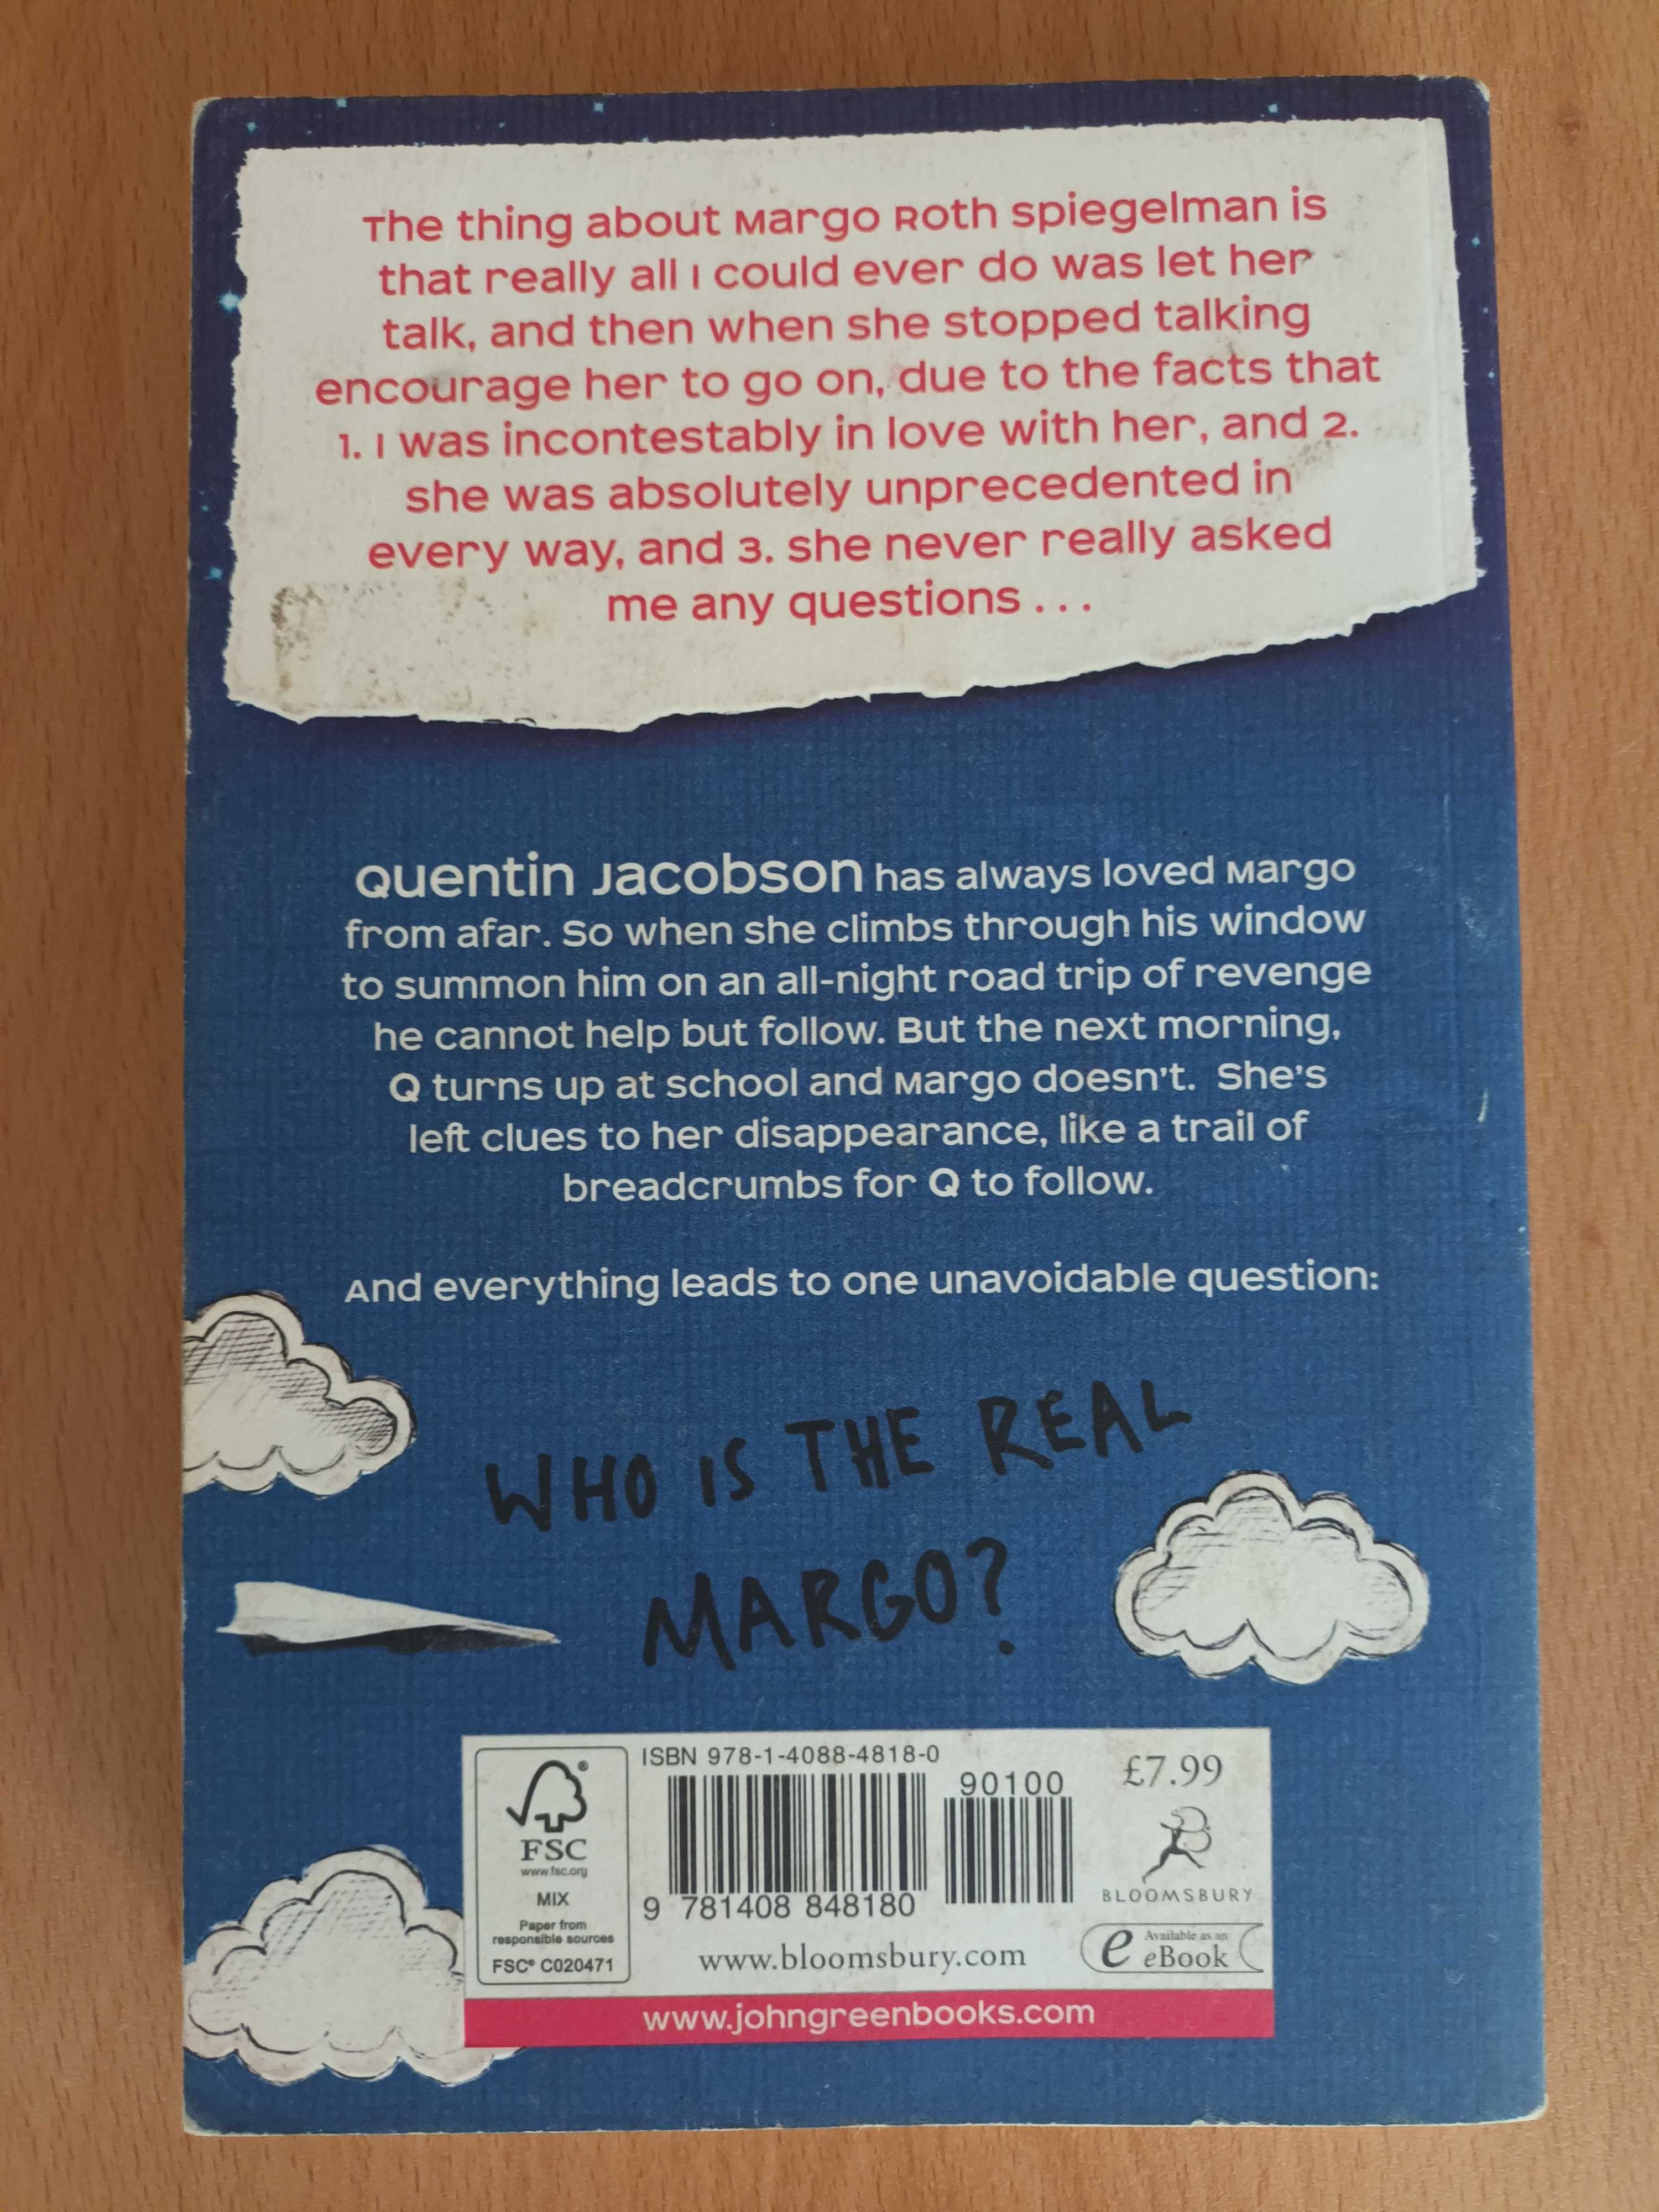 The thing about Margo Roth Spiegelman is
that really all I could ever do was let her
talk, and then when she stopped talking
encourage her to go on, due to the facts that
1. I was incontestably in love with her, and 2.
she was absolutely unprecedented in
every way, and 3. she never really asked
me any questions . . .
Quentin Jacobson has always loved Margo
from afar. So when she climbs through his window
to summon him on an all-night road trip of revenge
he cannot help but follow. But the next morning,
Q turns up at school and Margo doesn't. She's
left clues to her disappearance, like a trail of
breadcrumbs for Q to follow.
And everything leads to one unavoidable question:
WHO IS THE REAL
MARGO?
FSC
www.fsc.org
MIX
Paper from
responsible sources
FSC® C020471
ISBN 978-1-4088-4818-0
90100
9 781408 848180
www.bloomsbury.com
£7.99
BLOOMSBURY
e Available as an
eBook
www.johngreenbooks.com